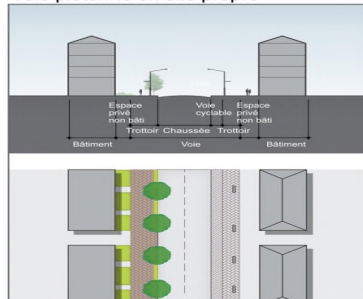 Espace privé non bâti
Voie cyclable
Espace privé non bâti
Trottoir Chaussée Trottoir
Bâtiment Voie Bâtiment